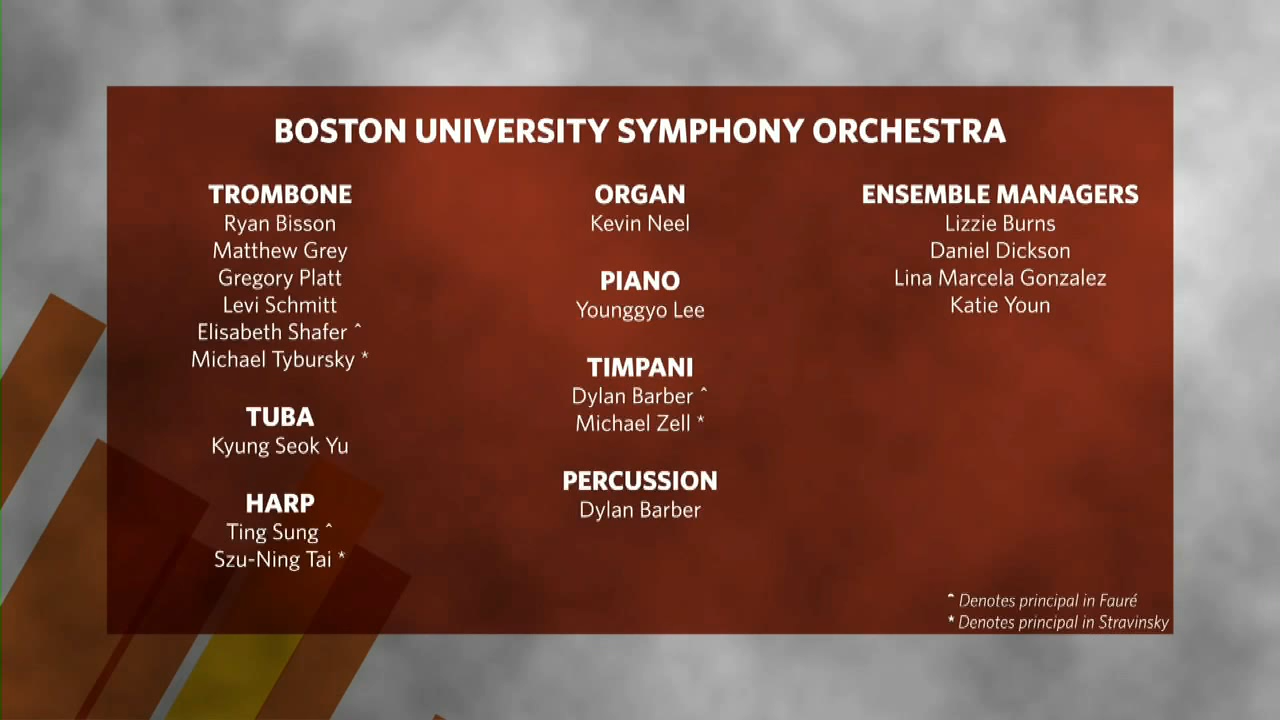 BOSTON UNIVERSITY SYMPHONY ORCHESTRA
TROMBONE
Ryan Bisson
Matthew Grey
Gregory Platt
Levi Schmitt
Elisabeth Shafer ^
Michael Tybursky *
TUBA
Kyung Seok Yu
HARP
Ting Sung ^
Szu-Ning Tai *
ORGAN
Kevin Neel
PIANO
Younggyo Lee
TIMPANI
Dylan Barber ^
Michael Zell *
PERCUSSION
Dylan Barber
ENSEMBLE MANAGERS
Lizzie Burns
Daniel Dickson
Lina Marcela Gonzalez
Katie Youn
^ Denotes principal in Fauré
* Denotes principal in Stravinsky